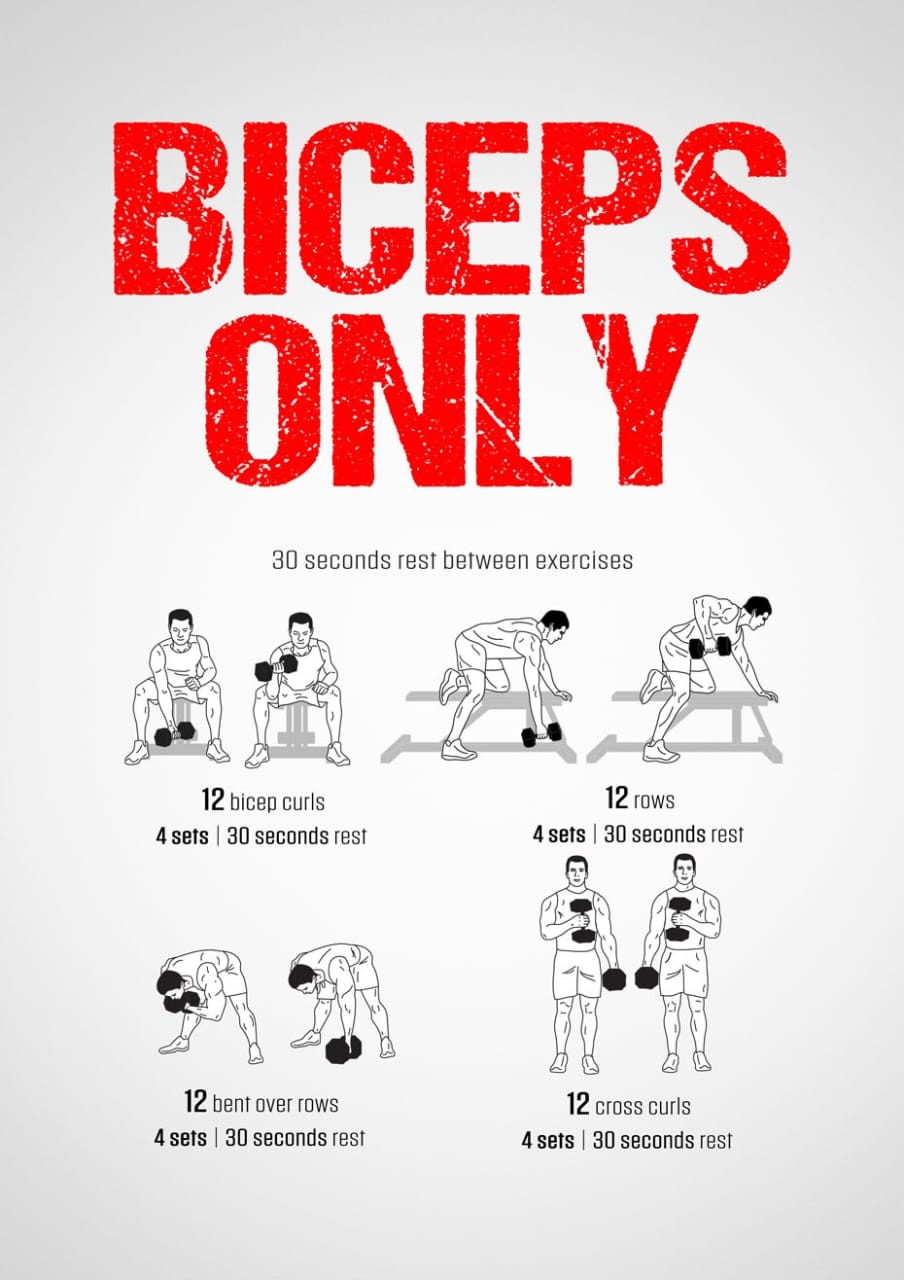 BICEPS
ONLY
30 seconds rest between exercises
12 bicep curls
4 sets | 30 seconds rest
12 rows
4 sets | 30 seconds rest
12 bent over rows
4 sets | 30 seconds rest
12 cross curls
4 sets | 30 seconds rest